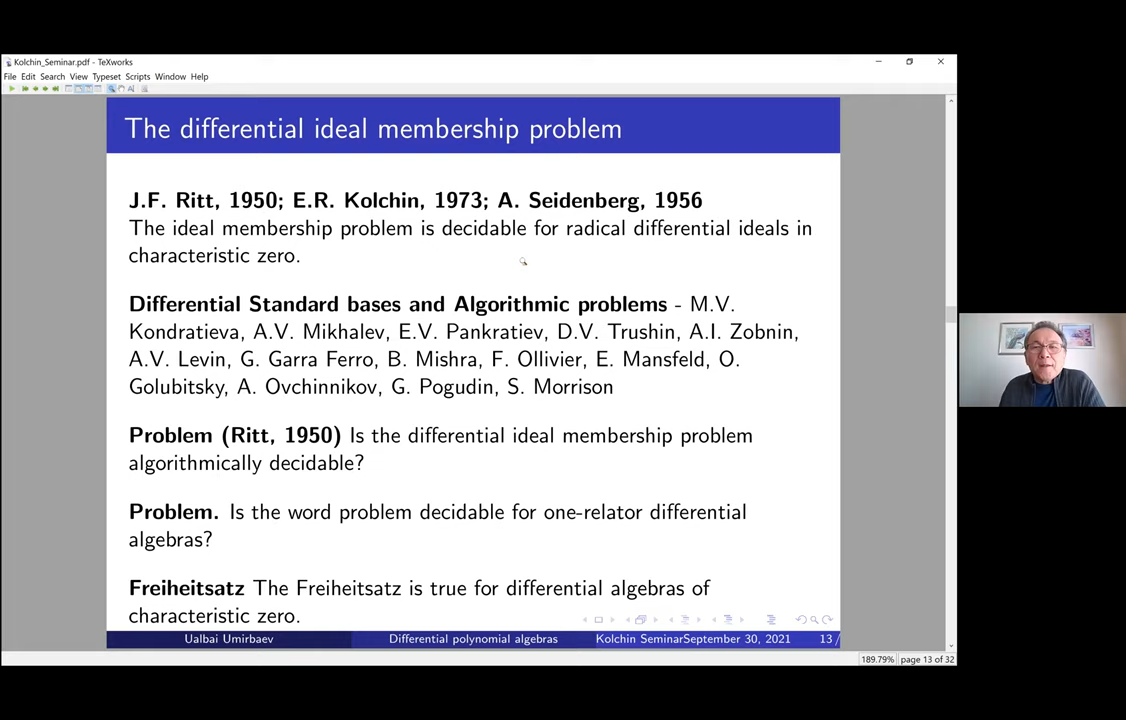 Kolchin_Seminar.pdf - TeXworks
File Edit Search View Typeset Scripts Window Help
The differential ideal membership problem
J.F. Ritt, 1950; E.R. Kolchin, 1973; A. Seidenberg, 1956
The ideal membership problem is decidable for radical differential ideals in
characteristic zero.
Differential Standard bases and Algorithmic problems - M.V.
Kondratieva, A.V. Mikhalev, E.V. Pankratiev, D.V. Trushin, A.I. Zobnin,
A.V. Levin, G. Garra Ferro, B. Mishra, F. Ollivier, E. Mansfeld, O.
Golubitsky, A. Ovchinnikov, G. Pogudin, S. Morrison
Problem (Ritt, 1950) Is the differential ideal membership problem
algorithmically decidable?
Problem. Is the word problem decidable for one-relator differential
algebras?
Freiheitsatz The Freiheitsatz is true for differential algebras of
characteristic zero.
Ualbai Umirbaev Differential polynomial algebras Kolchin SeminarSeptember 30, 2021 13 /
189.79% page 13 of 32